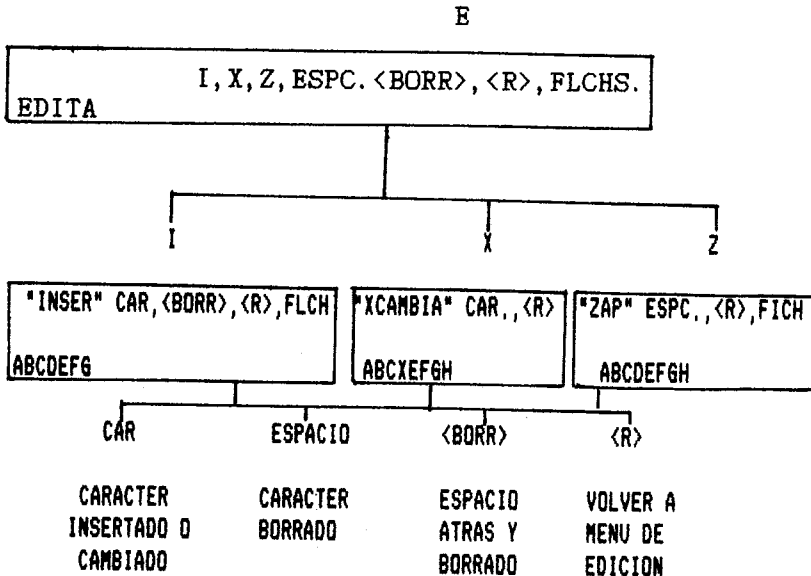 E
I,X,Z,ESPC.<BORR>,<R>,FLCHS.
EDITA
I X Z
"INSER" CAR,<BORR>,<R>,FLCH
ABCDEFG
"XCAMBIA" CAR,,<R>
ABCXEFGH
"ZAP" ESPC,,<R>,FICH
ABCDEFGH
CAR ESPACIO <BORR> <R>
CARACTER
INSERTADO O
CAMBIADO
CARACTER
BORRADO
ESPACIO
ATRAS Y
BORRADO
VOLVER A
MENU DE
EDICION